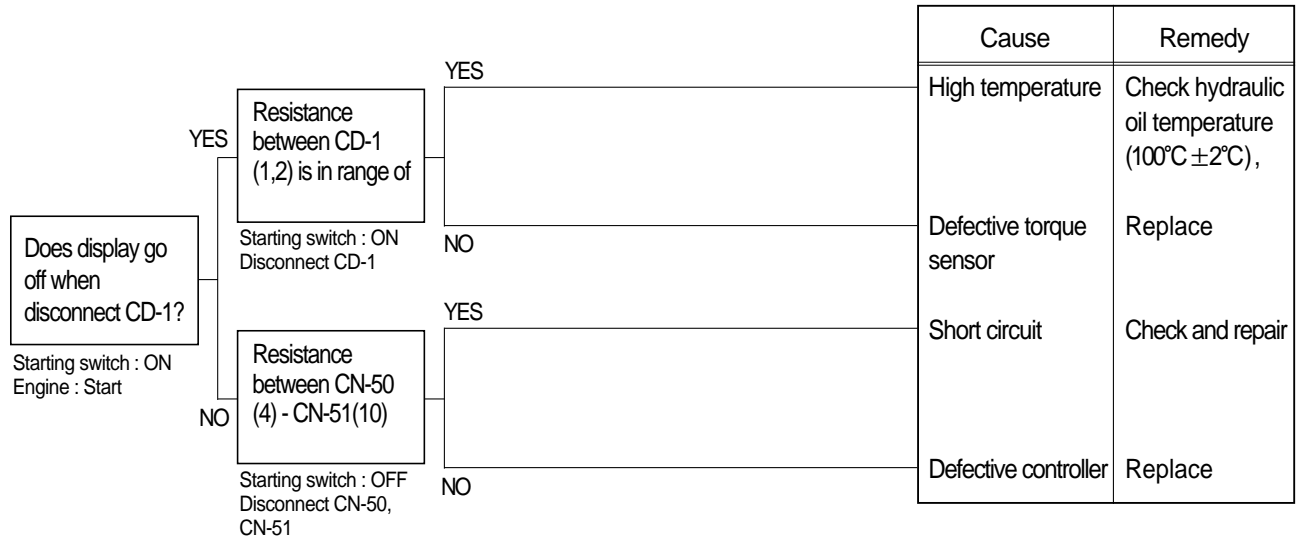 Cause
Remedy
YES
High temperature
Check hydraulic
oil temperature
(100°C ±2°C) ,
YES
Resistance
between CD-1
(1,2) is in range of
Starting switch : ON
Disconnect CD-1
NO
Defective torque
sensor
Replace
Does display go
off when
disconnect CD-1?
Starting switch : ON
Engine : Start
YES
Short circuit
Check and repair
NO
Resistance
between CN-50
(4) - CN-51(10)
Starting switch : OFF
Disconnect CN-50,
CN-51
NO
Defective controller
Replace